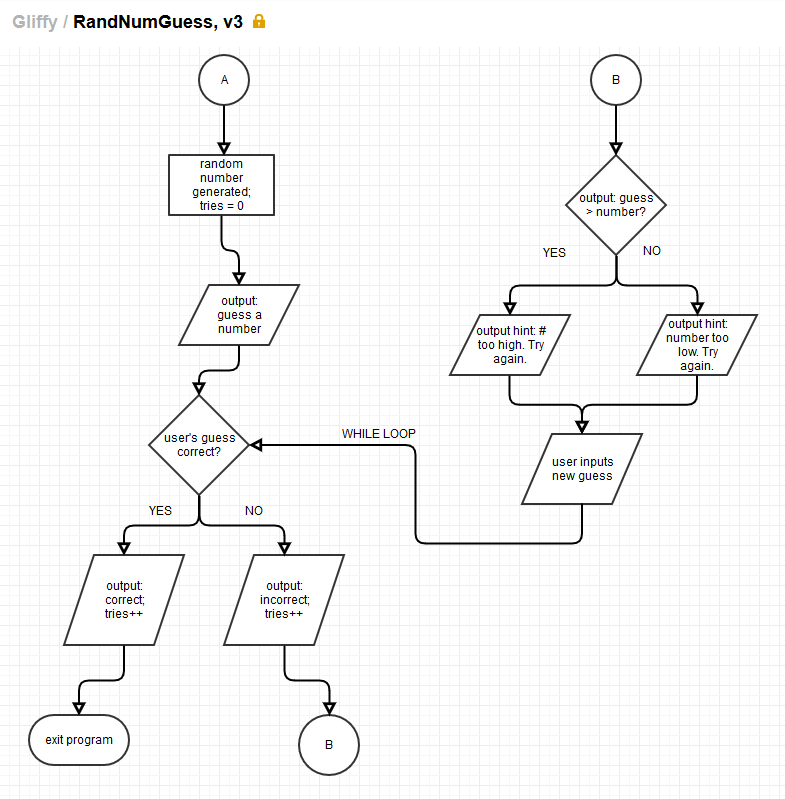 Gliffy / RandNumGuess, v3
A
random
number
generated;
tries = 0
output:
guess a
number
user's guess
correct?
YES
NO
output:
correct;
tries++
output:
incorrect;
tries++
exit program
B
B
output: guess
> number?
YES
NO
output hint: #
too high. Try
again.
output hint:
number too
low. Try
again.
user inputs
new guess
WHILE LOOP